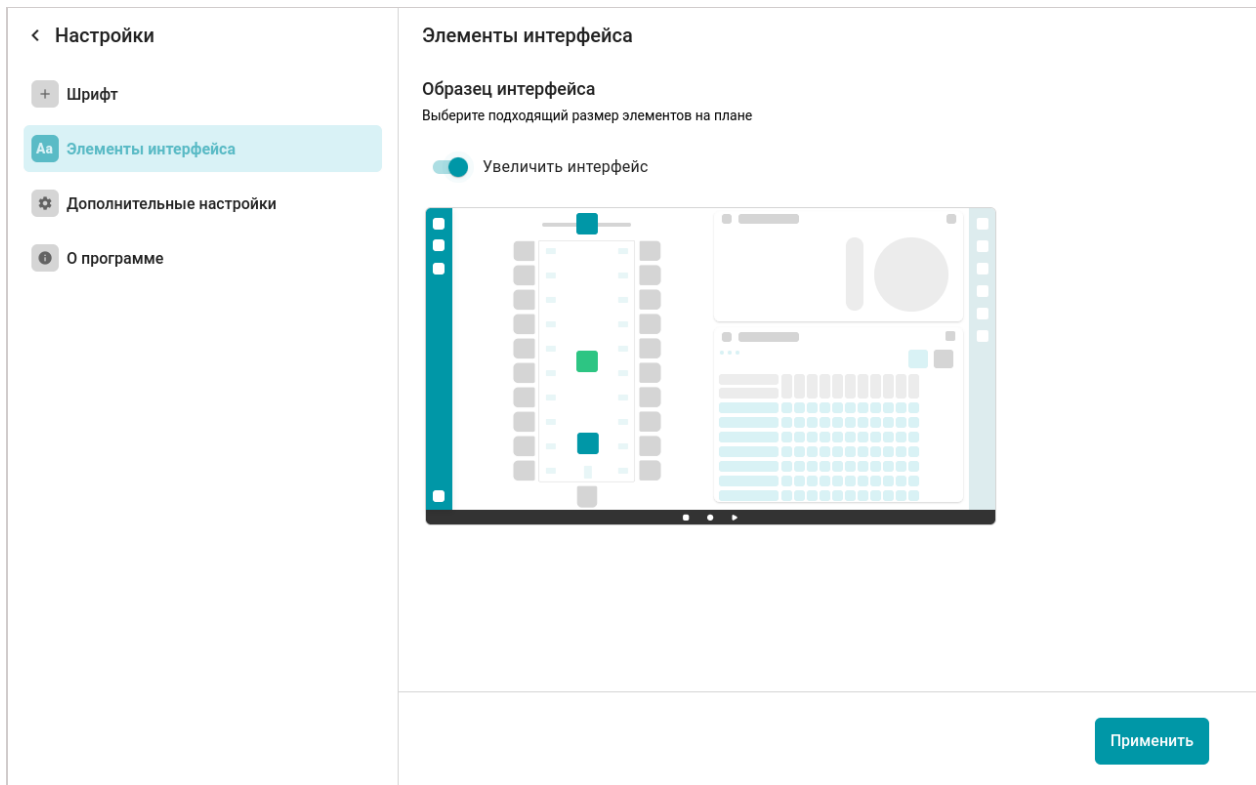 Настройки
Шрифт
Aa Элементы интерфейса
Дополнительные настройки
О программе
Элементы интерфейса
Образец интерфейса
Выберите подходящий размер элементов на плане
Увеличить интерфейс
Применить